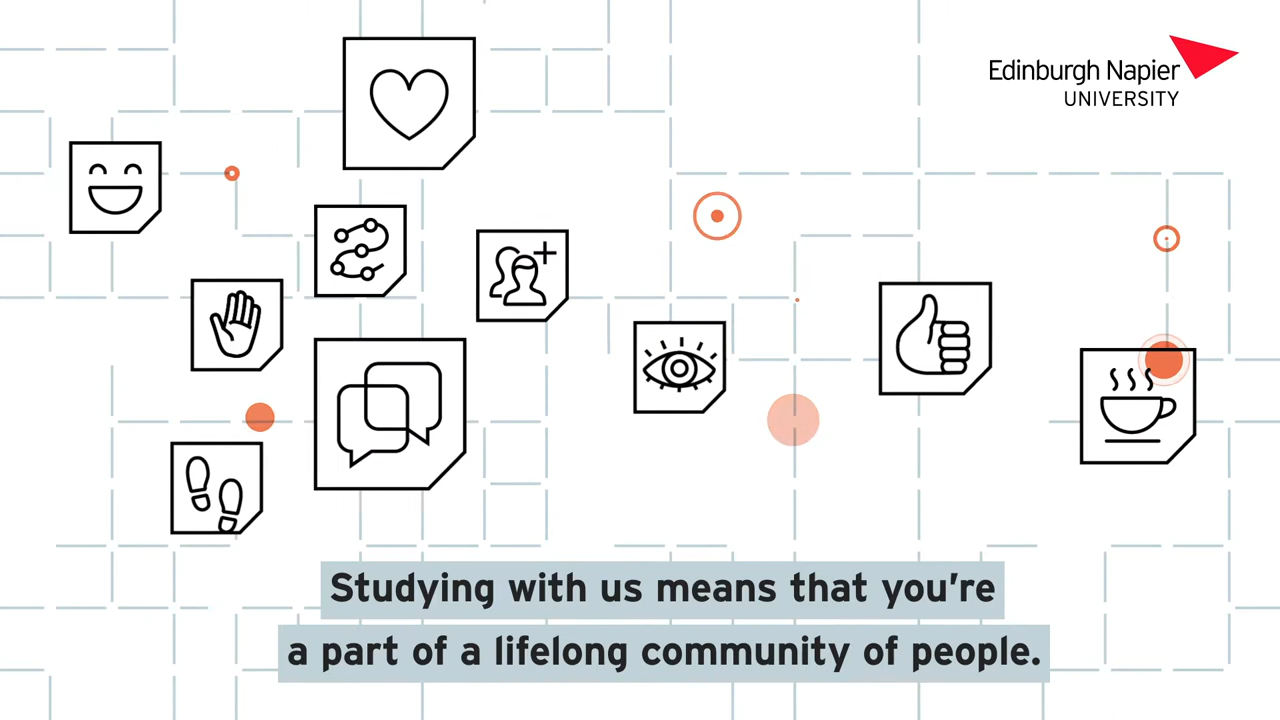 Edinburgh Napier
UNIVERSITY
Studying with us means that you’re
a part of a lifelong community of people.